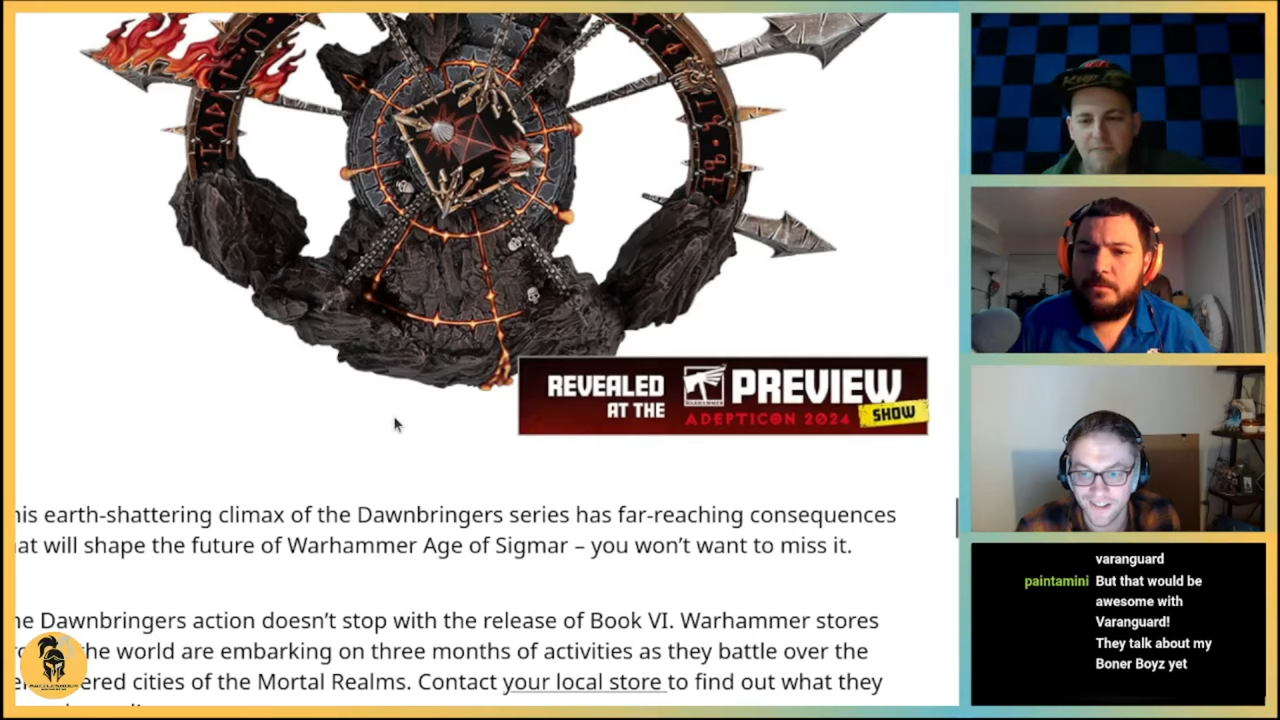 REVEALED
AT THE
PREVIEW
ADEPTICON 2024
SHOW
his earth-shattering climax of the Dawnbringers series has far-reaching consequences
at will shape the future of Warhammer Age of Sigmar – you won't want to miss it.
ne Dawnbringers action doesn't stop with the release of Book VI. Warhammer stores
the world are embarking on three months of activities as they battle over the
ered cities of the Mortal Realms. Contact your local store to find out what they
varanguard
paintamini But that would be
awesome with
Varanguard!
They talk about my
Boner Boyz yet